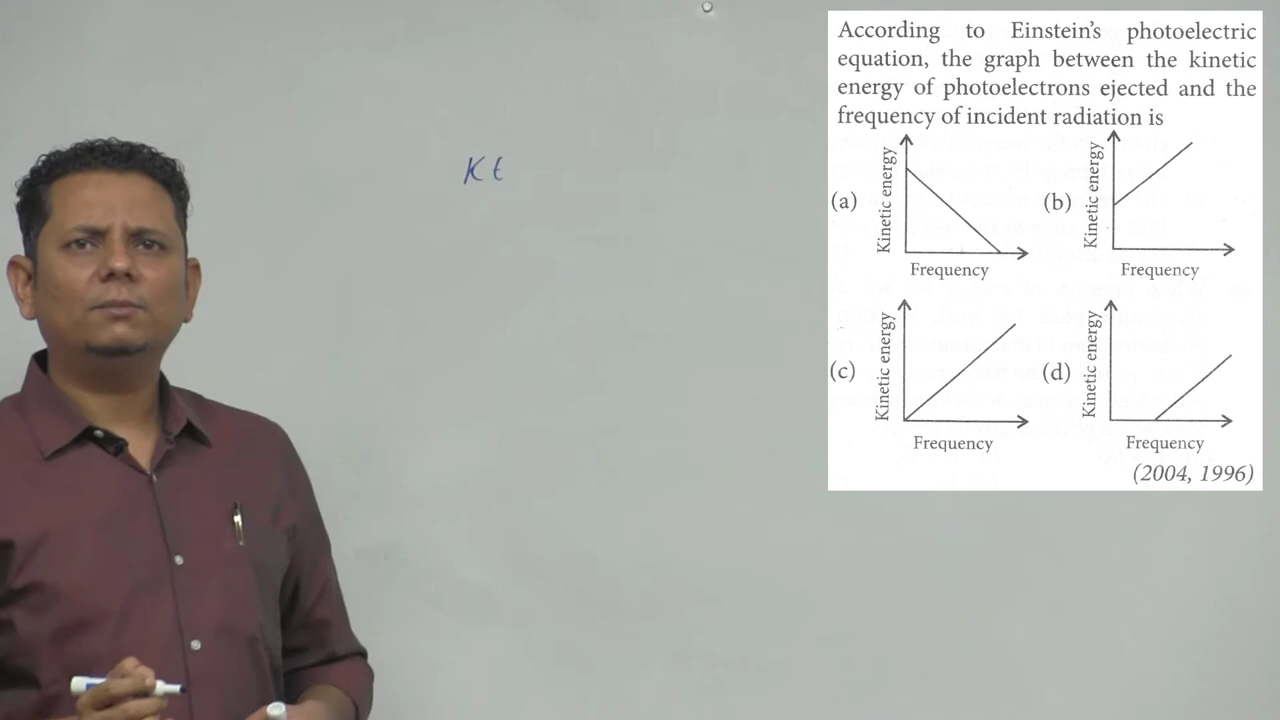 KE
According to Einstein's photoelectric
equation, the graph between the kinetic
energy of photoelectrons ejected and the
frequency of incident radiation is
(a) Kinetic energy Frequency
(b) Kinetic energy Frequency
(c) Kinetic energy Frequency
(d) Kinetic energy Frequency
(2004, 1996)